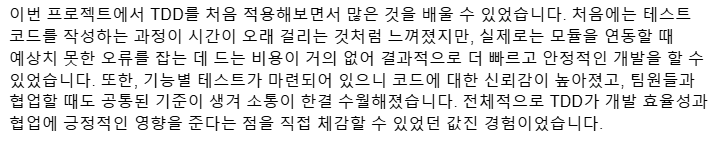 이번 프로젝트에서 TDD를 처음 적용해보면서 많은 것을 배울 수 있었습니다. 처음에는 테스트
코드를 작성하는 과정이 시간이 오래 걸리는 것처럼 느껴졌지만, 실제로는 모듈을 연동할 때
예상치 못한 오류를 잡는 데 드는 비용이 거의 없어 결과적으로 더 빠르고 안정적인 개발을 할 수
있었습니다. 또한, 기능별 테스트가 마련되어 있으니 코드에 대한 신뢰감이 높아졌고, 팀원들과
협업할 때도 공통된 기준이 생겨 소통이 한결 수월해졌습니다. 전체적으로 TDD가 개발 효율성과
협업에 긍정적인 영향을 준다는 점을 직접 체감할 수 있었던 값진 경험이었습니다.